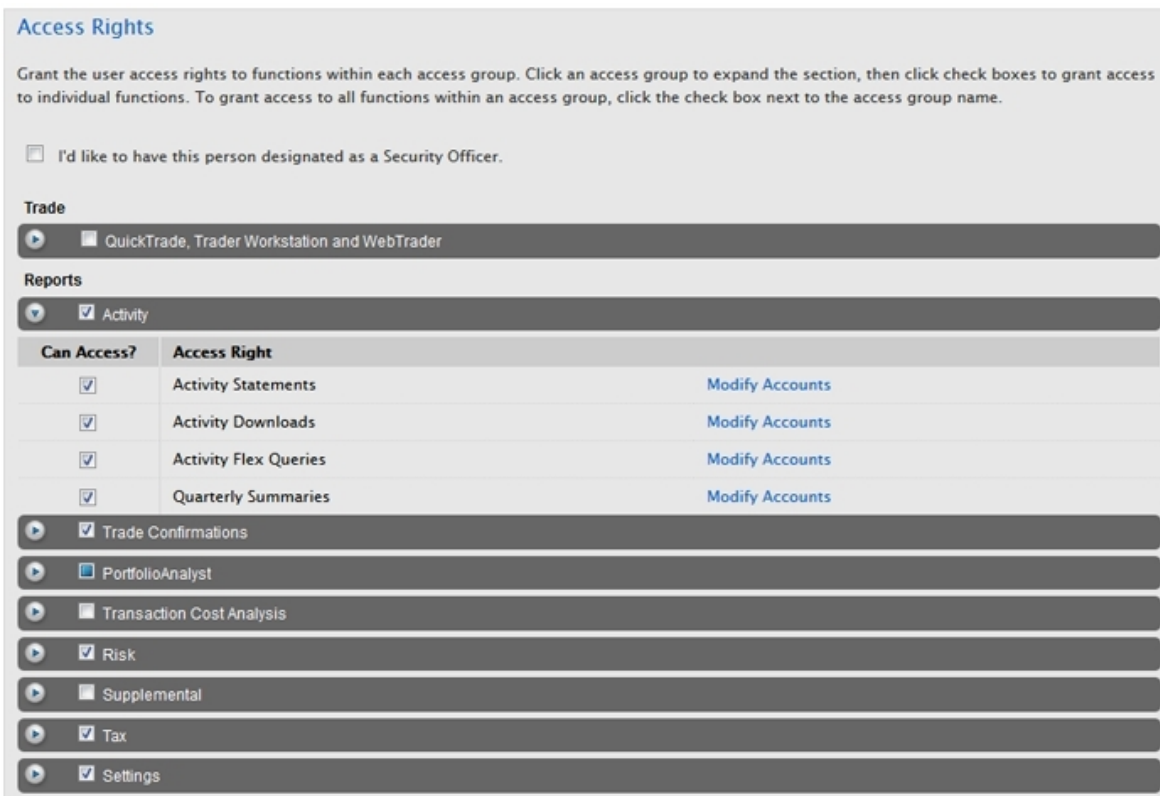 Access Rights
Grant the user access rights to functions within each access group. Click an access group to expand the section, then click check boxes to grant access
to individual functions. To grant access to all functions within an access group, click the check box next to the access group name.
I'd like to have this person designated as a Security Officer.
Trade
QuickTrade, Trader Workstation and WebTrader
Reports
Activity
Can Access? Access Right
Activity Statements Modify Accounts
Activity Downloads Modify Accounts
Activity Flex Queries Modify Accounts
Quarterly Summaries Modify Accounts
Trade Confirmations
PortfolioAnalyst
Transaction Cost Analysis
Risk
Supplemental
Tax
Settings